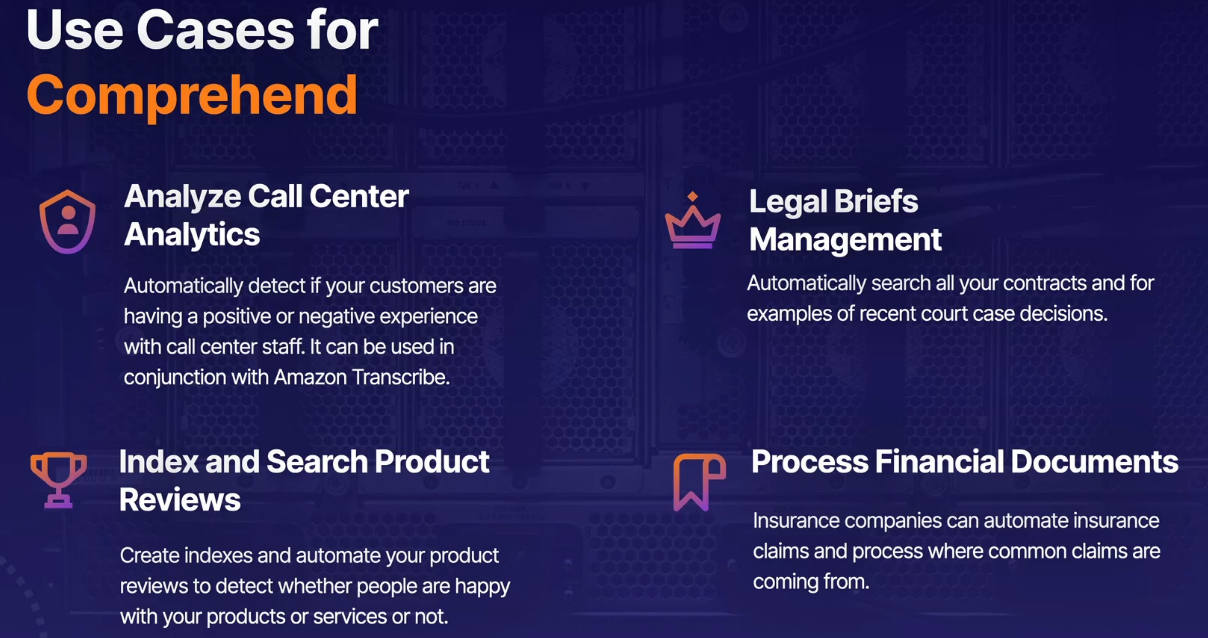 Use Cases for
Comprehend
Analyze Call Center
Analytics
Automatically detect if your customers are
having a positive or negative experience
with call center staff. It can be used in
conjunction with Amazon Transcribe.
Legal Briefs
Management
Automatically search all your contracts and for
examples of recent court case decisions.
Index and Search Product
Reviews
Create indexes and automate your product
reviews to detect whether people are happy
with your products or services or not.
Process Financial Documents
Insurance companies can automate insurance
claims and process where common claims are
coming from.